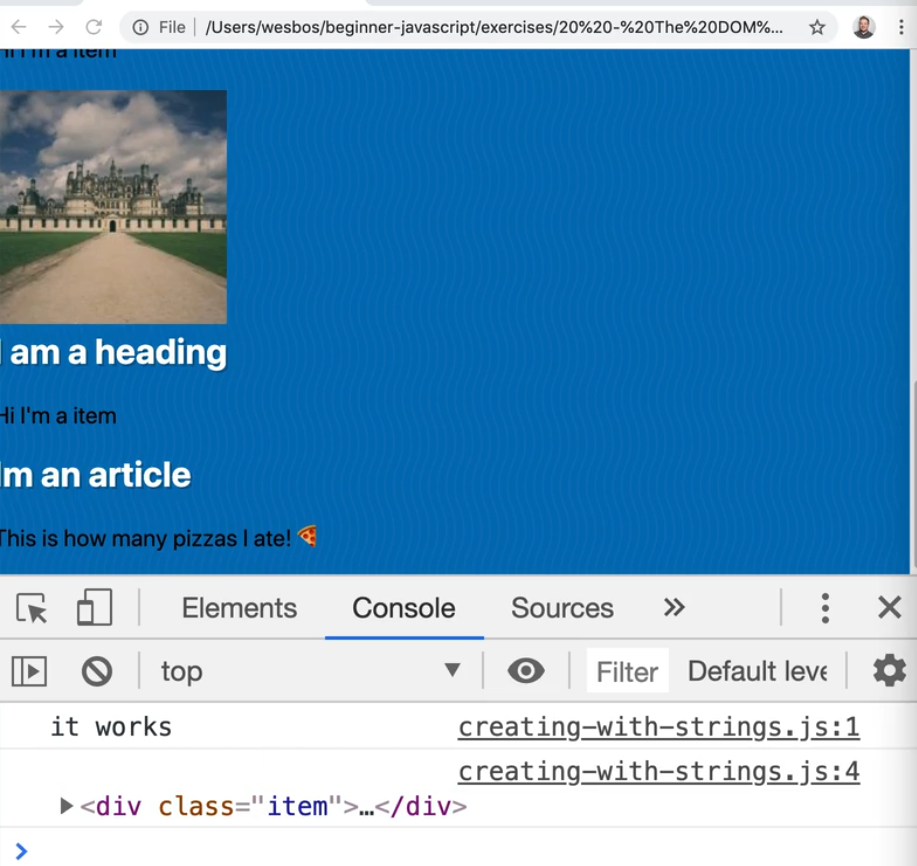 File /Users/wesbos/beginner-javascript/exercises/20%20-%20The%20DOM%...
Hi I'm a item
I am a heading
Hi I'm a item
Im an article
This is how many pizzas I ate! 🍕
Elements Console Sources »
top Filter Default leve
it works creating-with-strings.js:1
creating-with-strings.js:4
▶<div class="item">…</div>
>